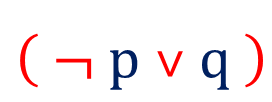 ( ¬ p ∨ q )